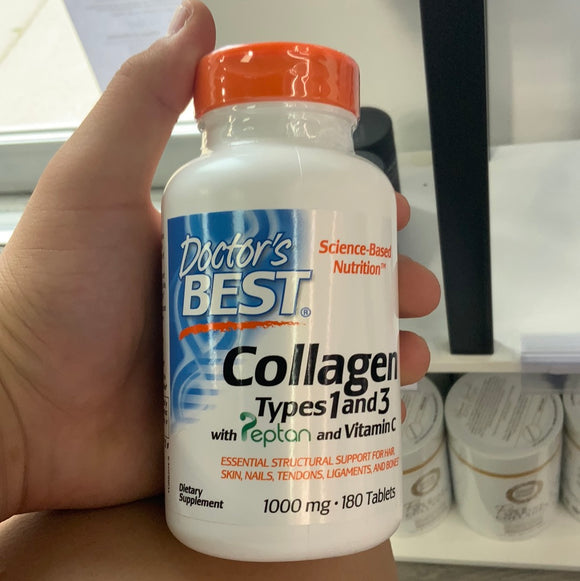 Doctor's
BEST®
Science-Based
Nutrition™
Collagen
Types 1 and 3
with Peptan and Vitamin C
ESSENTIAL STRUCTURAL SUPPORT FOR HAIR,
SKIN, NAILS, TENDONS, LIGAMENTS, AND BONES
Dietary
Supplement
1000 mg • 180 Tablets